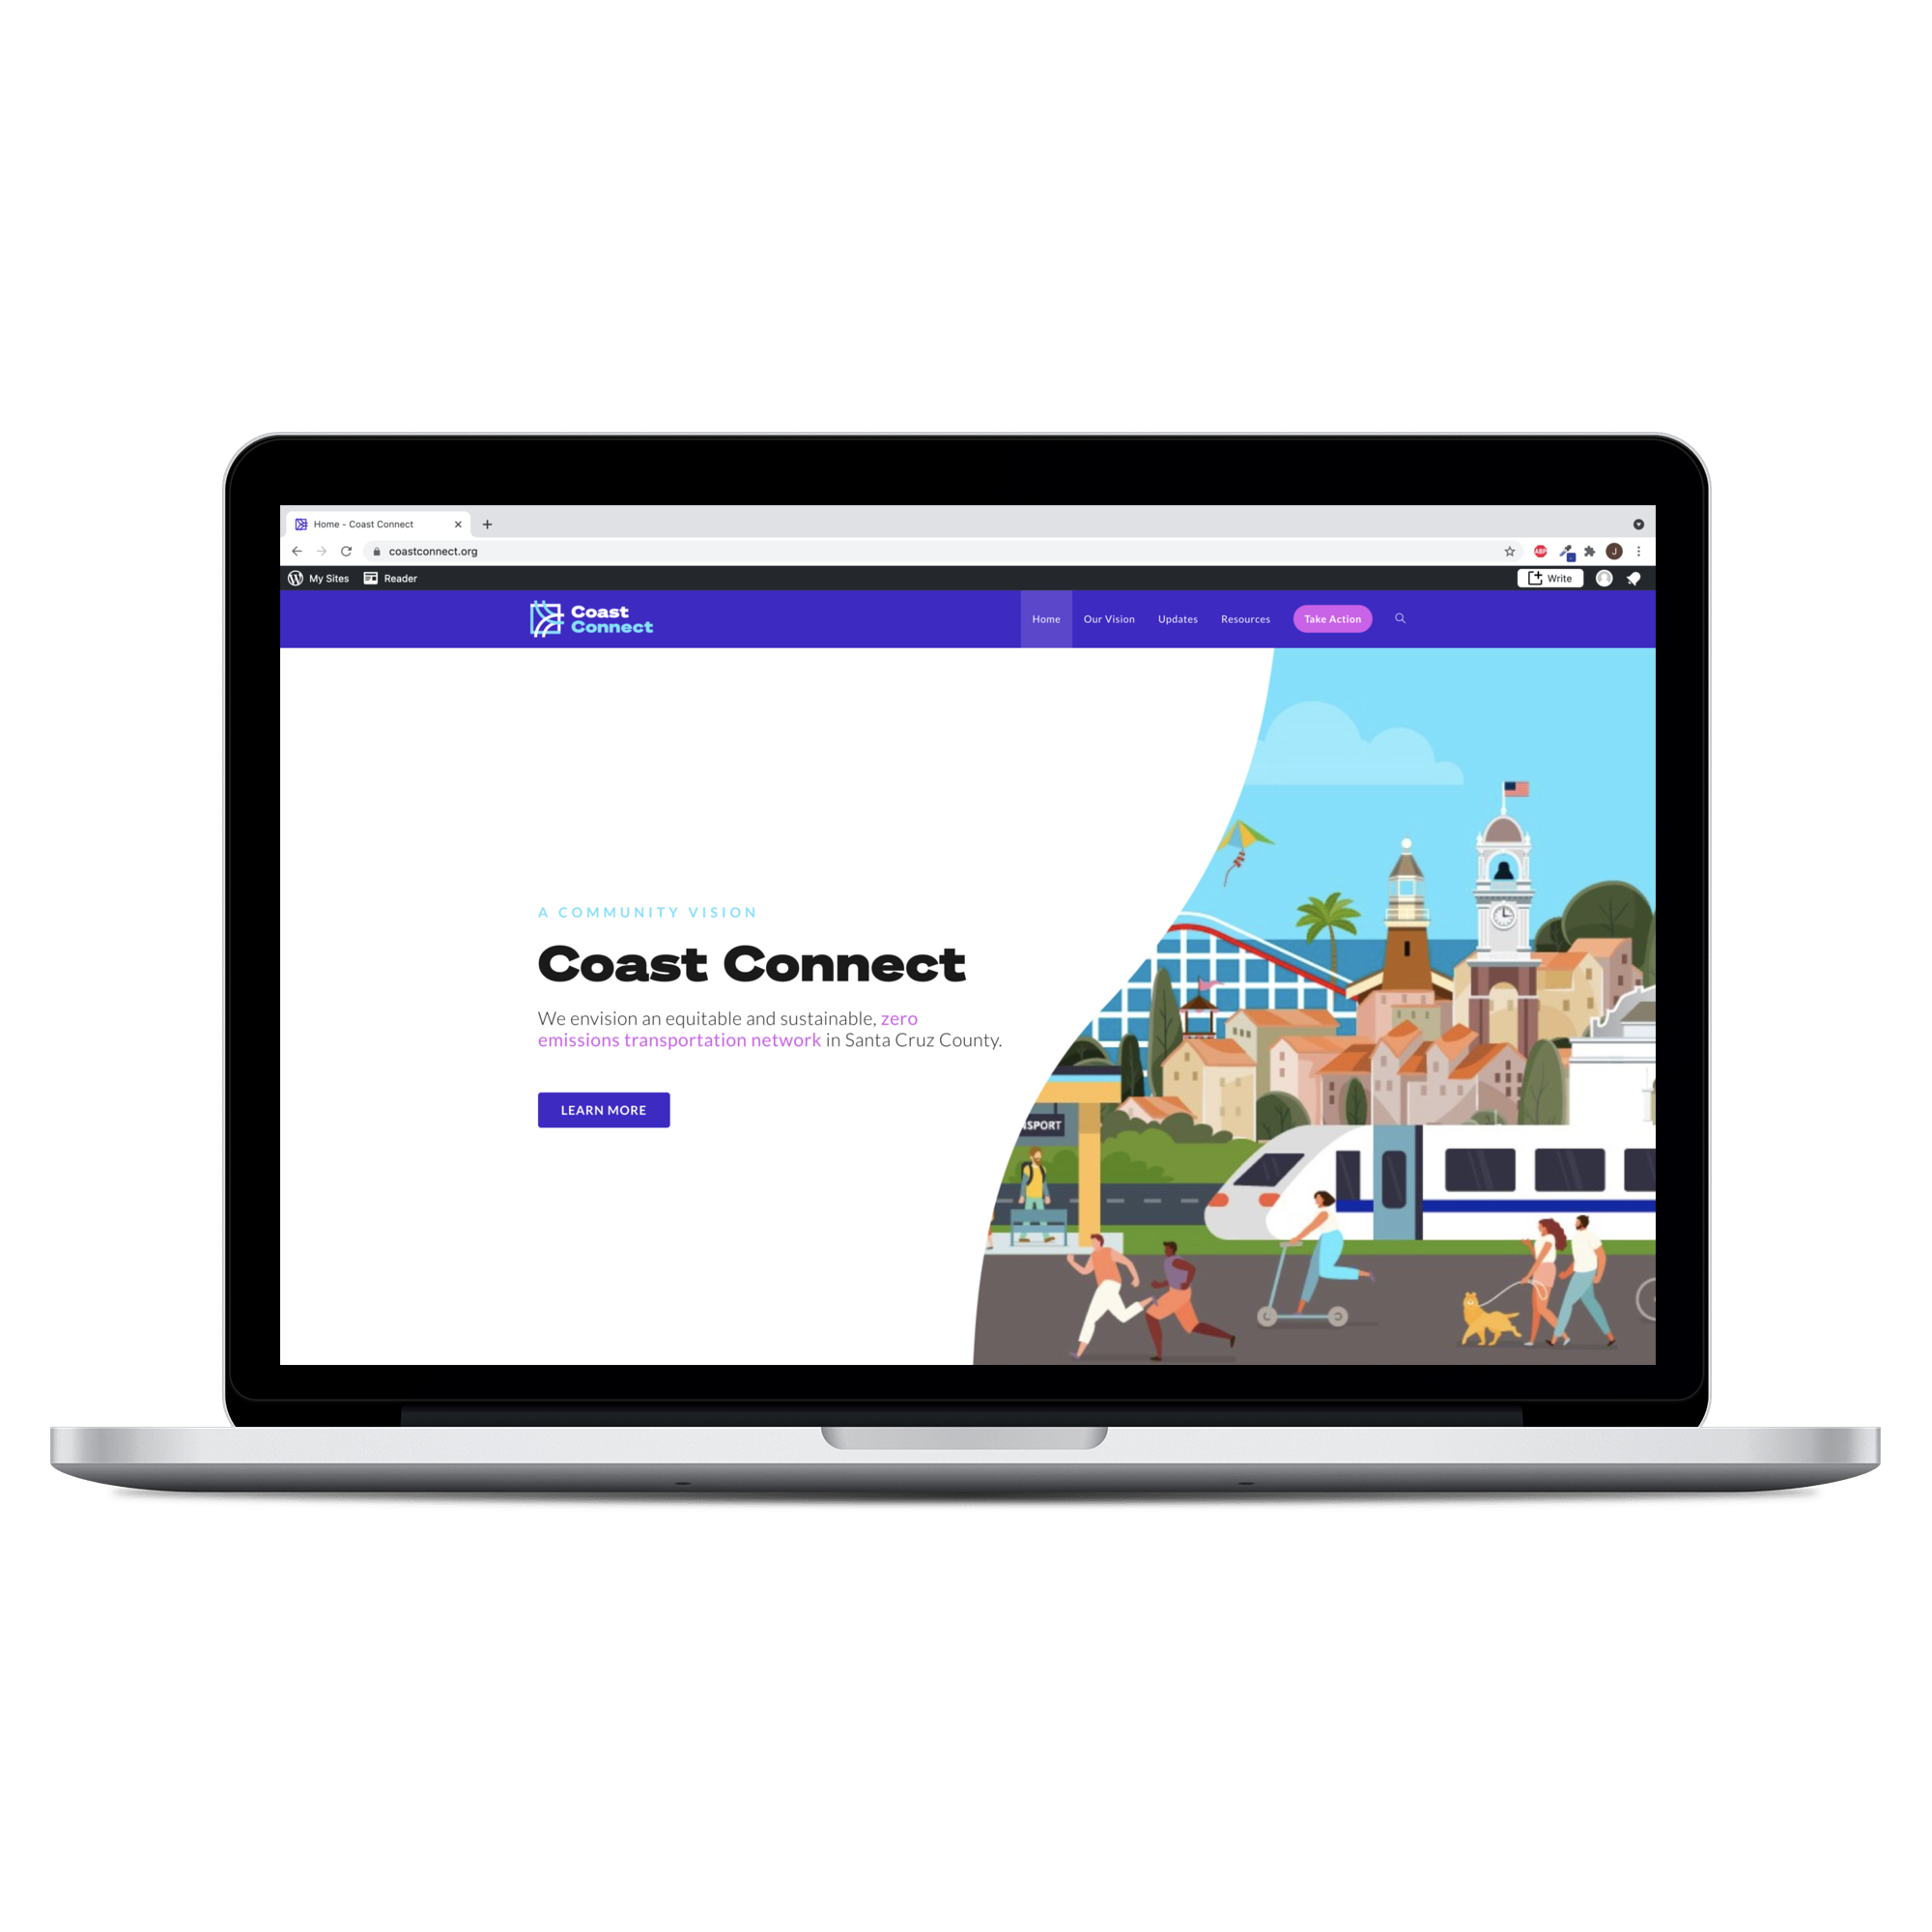 Home - Coast Connect
coastconnect.org
ABP
J
My Sites
Reader
Write
Coast
Connect
Home
Our Vision
Updates
Resources
Take Action
A COMMUNITY VISION
Coast Connect
We envision an equitable and sustainable, zero
emissions transportation network in Santa Cruz County.
LEARN MORE
NSPORT